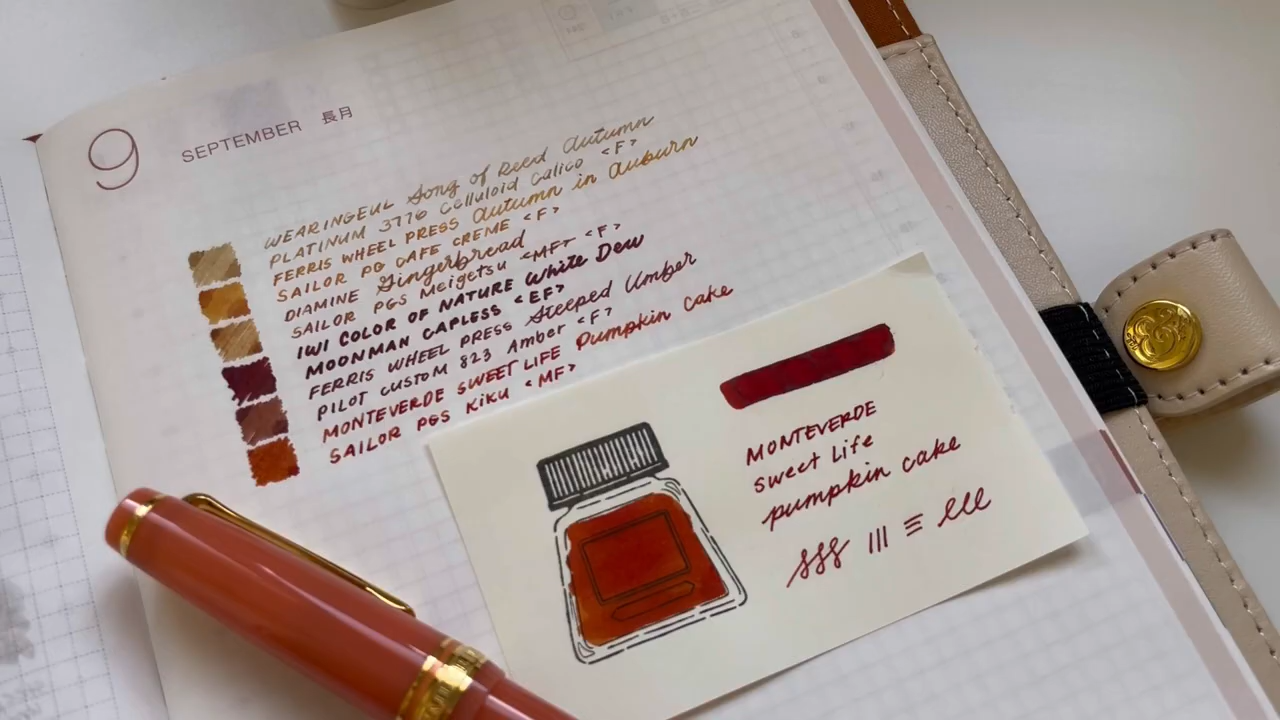 9
SEPTEMBER 長月
WEARINGEUL Song of Reed Autumn
PLATINUM 3776 Celluloid Calico <F>
FERRIS WHEEL PRESS Autumn in Auburn
SAILOR PG CAFE CREME <F>
DIAMINE Gingerbread
SAILOR PGS Meigetsu <MF> <F>
IWI COLOR OF NATURE White Dew
MOONMAN CAPLESS <EF>
FERRIS WHEEL PRESS Steeped Umber
PILOT CUSTOM 823 Amber <F>
MONTEVERDE SWEET LIFE Pumpkin Cake
SAILOR PGS KiKU <MF>
MONTEVERDE
sweet life
pumpkin cake